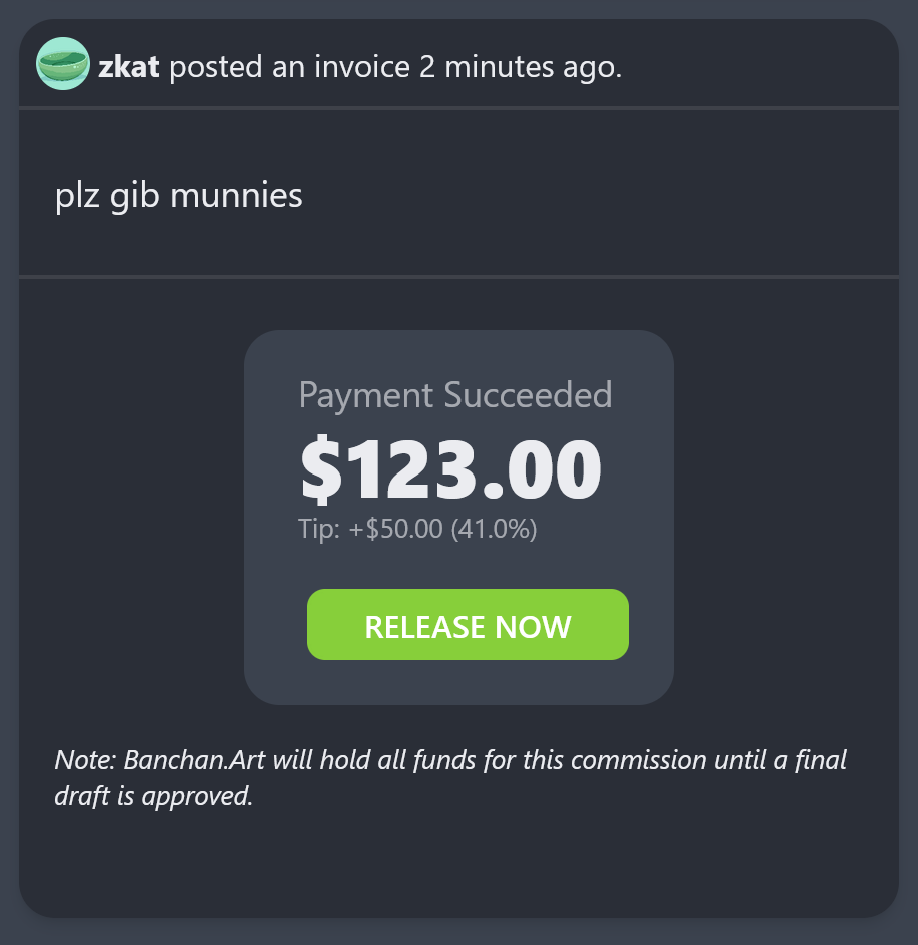 zkat posted an invoice 2 minutes ago.
plz gib munnies
Payment Succeeded
$123.00
Tip: +$50.00 (41.0%)
RELEASE NOW
Note: Banchan.Art will hold all funds for this commission until a final
draft is approved.